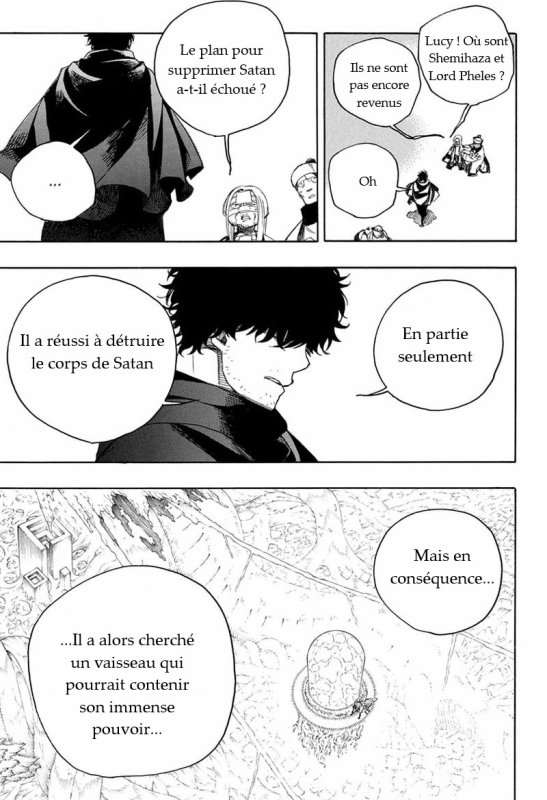 Lucy ! Où sont
Shemihaza et
Lord Pheles ?
Ils ne sont
pas encore
revenus
Oh
Le plan pour
supprimer Satan
a-t-il échoué ?
...
En partie
seulement
Il a réussi à détruire
le corps de Satan
Mais en
conséquence...
...Il a alors cherché
un vaisseau qui
pourrait contenir
son immense
pouvoir...